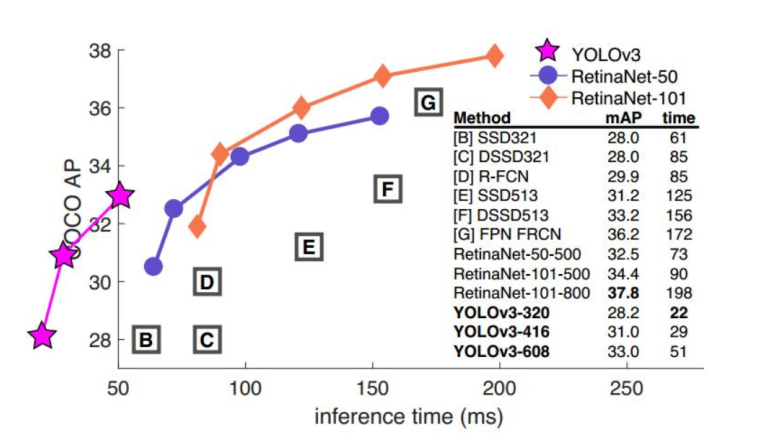 38
36
34
32
30
28
COCO AP
50
100
150
200
250
inference time (ms)
B
C
D
E
F
G
YOLOv3
RetinaNet-50
RetinaNet-101
Method mAP time
[B] SSD321 28.0 61
[C] DSSD321 28.0 85
[D] R-FCN 29.9 85
[E] SSD513 31.2 125
[F] DSSD513 33.2 156
[G] FPN FRCN 36.2 172
RetinaNet-50-500 32.5 73
RetinaNet-101-500 34.4 90
RetinaNet-101-800 37.8 198
YOLOv3-320 28.2 22
YOLOv3-416 31.0 29
YOLOv3-608 33.0 51